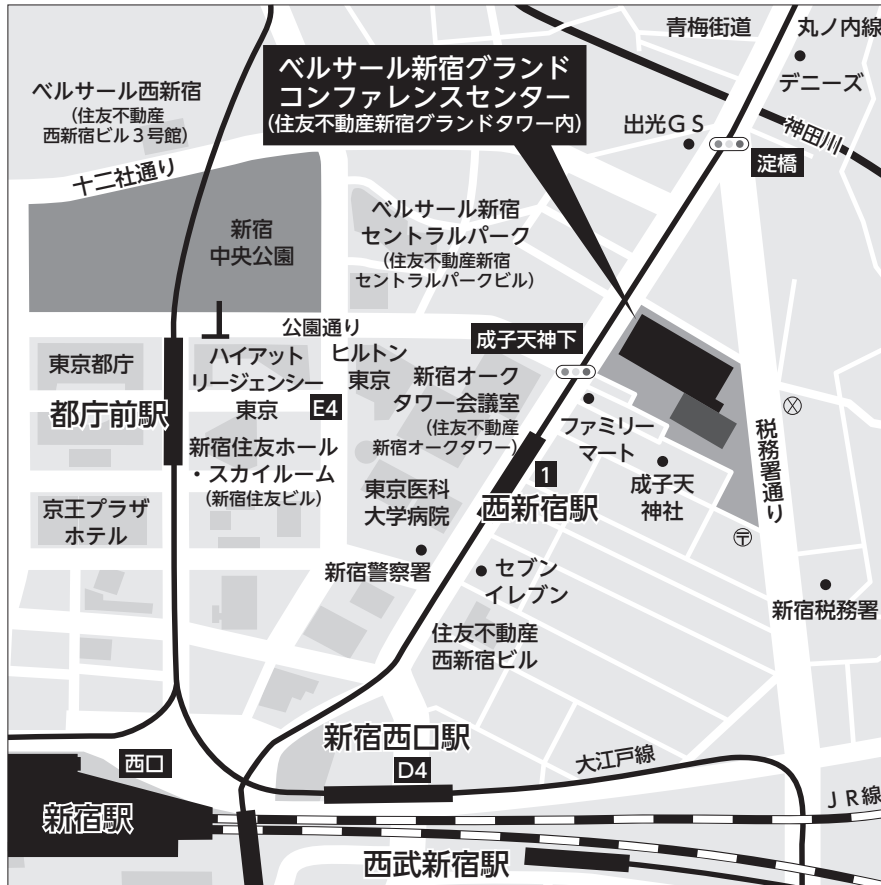 青梅街道
丸ノ内線
デニーズ
ベルサール新宿グランド
コンファレンスセンター
(住友不動産新宿グランドタワー内)
ベルサール西新宿
(住友不動産
西新宿ビル3号館)
出光GS
神田川
淀橋
十二社通り
新宿
中央公園
ベルサール新宿
セントラルパーク
(住友不動産新宿
セントラルパークビル)
公園通り
成子天神下
東京都庁
ハイアット
リージェンシー
東京
ヒルトン
東京
E4
新宿オーク
タワー会議室
(住友不動産
新宿オークタワー)
ファミリー
マート
都庁前駅
新宿住友ホール
・スカイルーム
(新宿住友ビル)
1
西新宿駅
成子天
神社
税務署通り
東京医科
大学病院
京王プラザ
ホテル
〒
新宿警察署
セブン
イレブン
新宿税務署
住友不動産
西新宿ビル
新宿西口駅
D4
西口
大江戸線
JR線
新宿駅
西武新宿駅